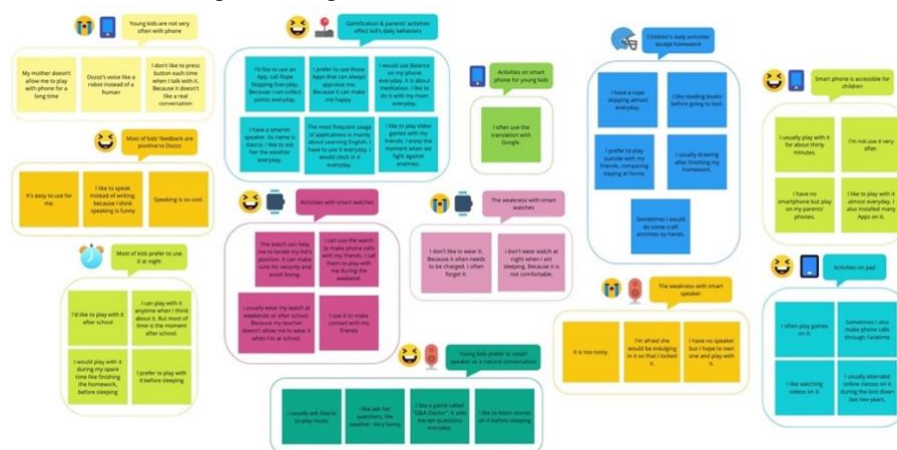 Young kids are not very
often with phone
My mother doesn't
allow me to play
with phone for a
long time
Dozzz's voice like a
robot instead of a
human
I don't like to press
button each time
when I talk with it.
Because it doesn't
like a real
conversation
Most of kids' feedback are
positive to Dozzz
It's easy to use for
me.
I like to speak
instead of writing,
because I think
speaking is funny
Speaking is so cool.
Most of kids prefer to use
it at night
I'd like to play with it
after school
I can play with it
anytime when I think
about it. But most of
time is the moment
after school.
I would play with it
during my spare
time like finishing
the homework,
before sleeping
I prefer to play with
it before sleeping
Gamification & parents' activities
effect kid's daily behaviors
I'd like to use an
App, call Rope
Skipping Everyday.
Because I can collect
points everyday.
I prefer to use those
Apps that can always
appraise me.
Because it can make
me happy.
I would use Balance
on my phone
everyday. It is about
meditation. I like to
do it with my mom
everyday.
I have a smarter
speaker. Its name is
I like to ask
her the weather
everyday.
The most frequent usage
of applications is mainly
about Learning English. I
have to use it everyday. I
would clock in it
everyday.
I like to play video
games with my
friends. I enjoy the
moment when we
fight against
enemies.
Activities with smart watches
The watch can help
me to locate my kid's
position. It can make
sure for security and
avoid losing
I can use the watch
to make phone calls
with my friends. I call
them to play with
me during the
weekend
I usually wear my watch at
weekends or after school.
Because my teacher
doesn't allow me to wear it
when I'm at school.
I use it to make
contact with my
friends
Young kids prefer to smart
speaker as a natural conversation
I usually ask
to play music
I like ask her
questions, like
weather. Very funny
I like a game called
"Q&A Doctor". It asks
me ten question,
everyday.
I like to listen stories
on it before sleeping
Activities on smart
phone for young kids
I often use the
translation with
Google.
The weakness with smart
watches
I don't like to wear it.
Because it often needs
to be charged. I often
forget it.
I don't wear watch at
night when I am
sleeping. Because it is
not comfortable.
Children's daily activities
except homework
I have a rope
skipping almost
everyday.
I like reading books
before going to bed.
I prefer to play
outside with my
friends, comparing
staying at home.
I usually drawing
after finishing my
homework.
Sometimes I would
do some craft
activities by hands.
The weakness with smart
speaker
It is too noisy.
I'm afraid she
would be indulging
in it so that I locked
it.
I have no speaker
but I hope to own
one and play with it.
Smart phone is accessible for
children
I usually play with it
for about thirty
minutes.
I'm not use it very
often.
I have no
smartphone but play
on my parents'
phones.
I like to play with it
almost everyday. I
also installed many
Apps on it.
Activities on pad
I often play games
on it.
Sometimes I also
make phone calls
through Facetime
I like watching
videos on it.
I usually attended
online classes on it
during the lock down
last two years.